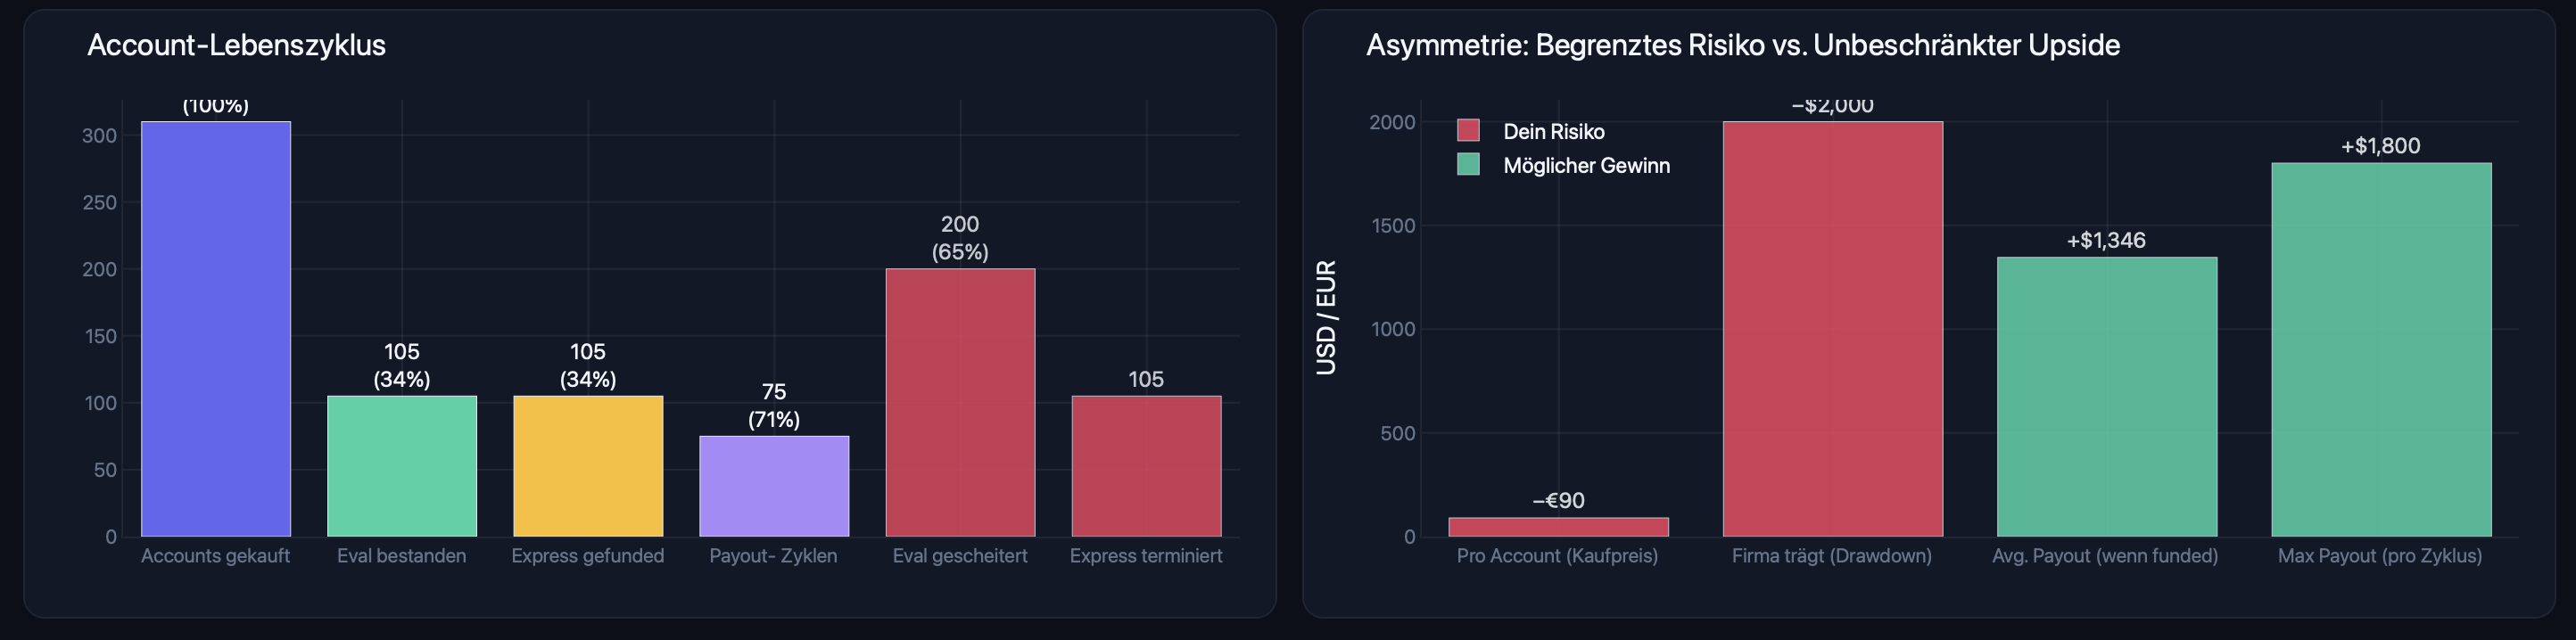 Account-Lebenszyklus
(100%)
300
250
200
150
100
50
0
105
(34%)
105
(34%)
75
(71%)
200
(65%)
105
Accounts gekauft
Eval bestanden
Express gefunded
Payout- Zyklen
Eval gescheitert
Express terminiert
Asymmetrie: Begrenztes Risiko vs. Unbeschränkter Upside
USD / EUR
2000
1500
1000
500
0
Dein Risiko
Möglicher Gewinn
−€90
−$2,000
+$1,346
+$1,800
Pro Account (Kaufpreis)
Firma trägt (Drawdown)
Avg. Payout (wenn funded)
Max Payout (pro Zyklus)